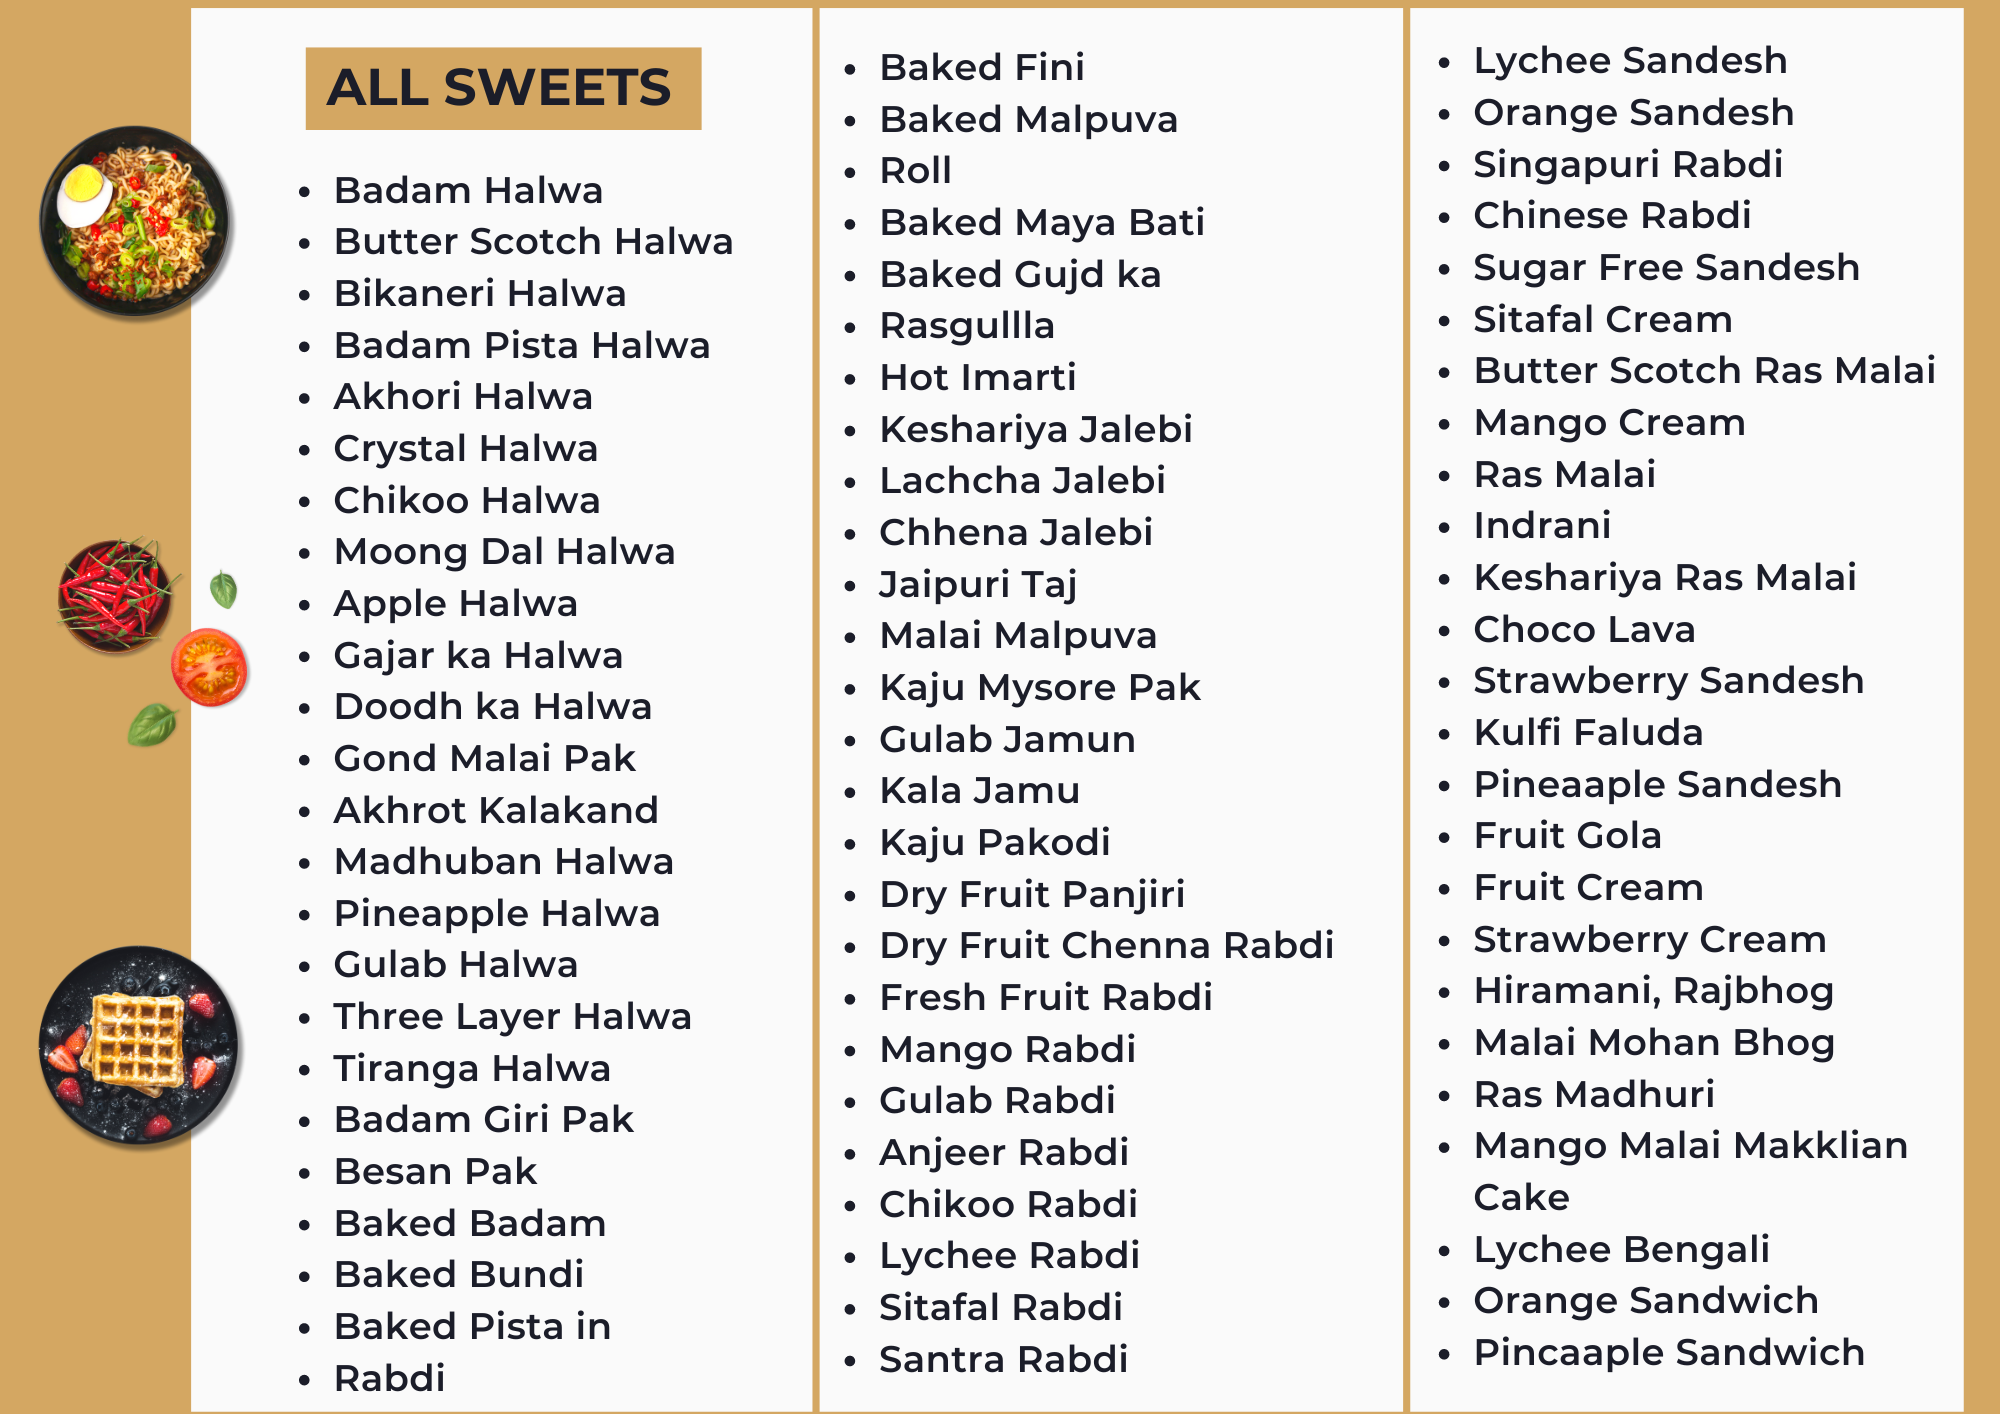 ALL SWEETS
• Badam Halwa
• Butter Scotch Halwa
• Bikaneri Halwa
• Badam Pista Halwa
• Akhori Halwa
• Crystal Halwa
• Chikoo Halwa
• Moong Dal Halwa
• Apple Halwa
• Gajar ka Halwa
• Doodh ka Halwa
• Gond Malai Pak
• Akhrot Kalakand
• Madhuban Halwa
• Pineapple Halwa
• Gulab Halwa
• Three Layer Halwa
• Tiranga Halwa
• Badam Giri Pak
• Besan Pak
• Baked Badam
• Baked Bundi
• Baked Pista in
• Rabdi
• Baked Fini
• Baked Malpuva
• Roll
• Baked Maya Bati
• Baked Gujd ka
• Rasgullla
• Hot Imarti
• Keshariya Jalebi
• Lachcha Jalebi
• Chhena Jalebi
• Jaipuri Taj
• Malai Malpuva
• Kaju Mysore Pak
• Gulab Jamun
• Kala Jamu
• Kaju Pakodi
• Dry Fruit Panjiri
• Dry Fruit Chenna Rabdi
• Fresh Fruit Rabdi
• Mango Rabdi
• Gulab Rabdi
• Anjeer Rabdi
• Chikoo Rabdi
• Lychee Rabdi
• Sitafal Rabdi
• Santra Rabdi
• Lychee Sandesh
• Orange Sandesh
• Singapuri Rabdi
• Chinese Rabdi
• Sugar Free Sandesh
• Sitafal Cream
• Butter Scotch Ras Malai
• Mango Cream
• Ras Malai
• Indrani
• Keshariya Ras Malai
• Choco Lava
• Strawberry Sandesh
• Kulfi Faluda
• Pineaaple Sandesh
• Fruit Gola
• Fruit Cream
• Strawberry Cream
• Hiramani, Rajbhog
• Malai Mohan Bhog
• Ras Madhuri
• Mango Malai Makklian
Cake
• Lychee Bengali
• Orange Sandwich
• Pincaaple Sandwich